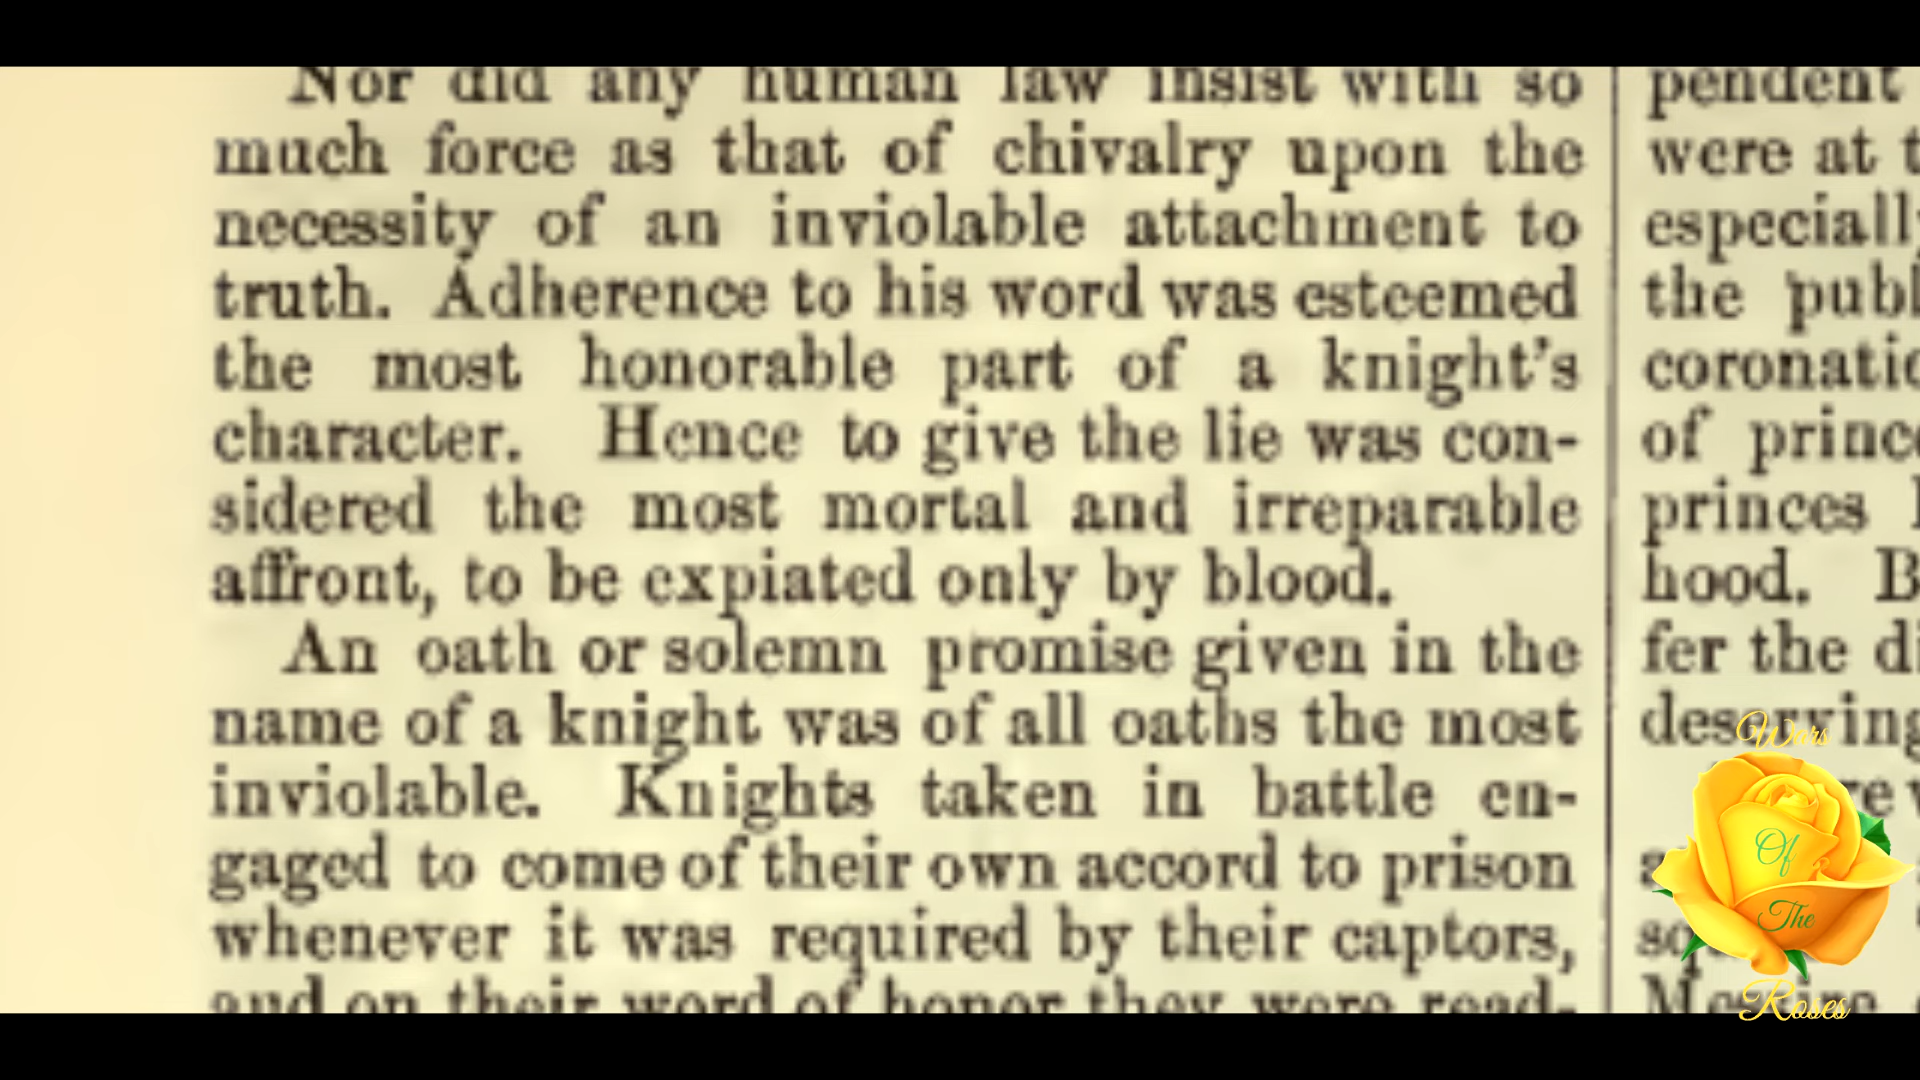 Nor did any human law insist with so
much force as that of chivalry upon the
necessity of an inviolable attachment to
truth. Adherence to his word was esteemed
the most honorable part of a knight's
character. Hence to give the lie was con-
sidered the most mortal and irreparable
affront, to be expiated only by blood.
An oath or solemn promise given in the
name of a knight was of all oaths the most
inviolable. Knights taken in battle en-
gaged to come of their own accord to prison
whenever it was required by their captors,
and on their word of honor they were read-
pendent
were at
especially
the
coronatio
of
princes
hood. B
fer the
deserving
Wars
Of
The
Roses